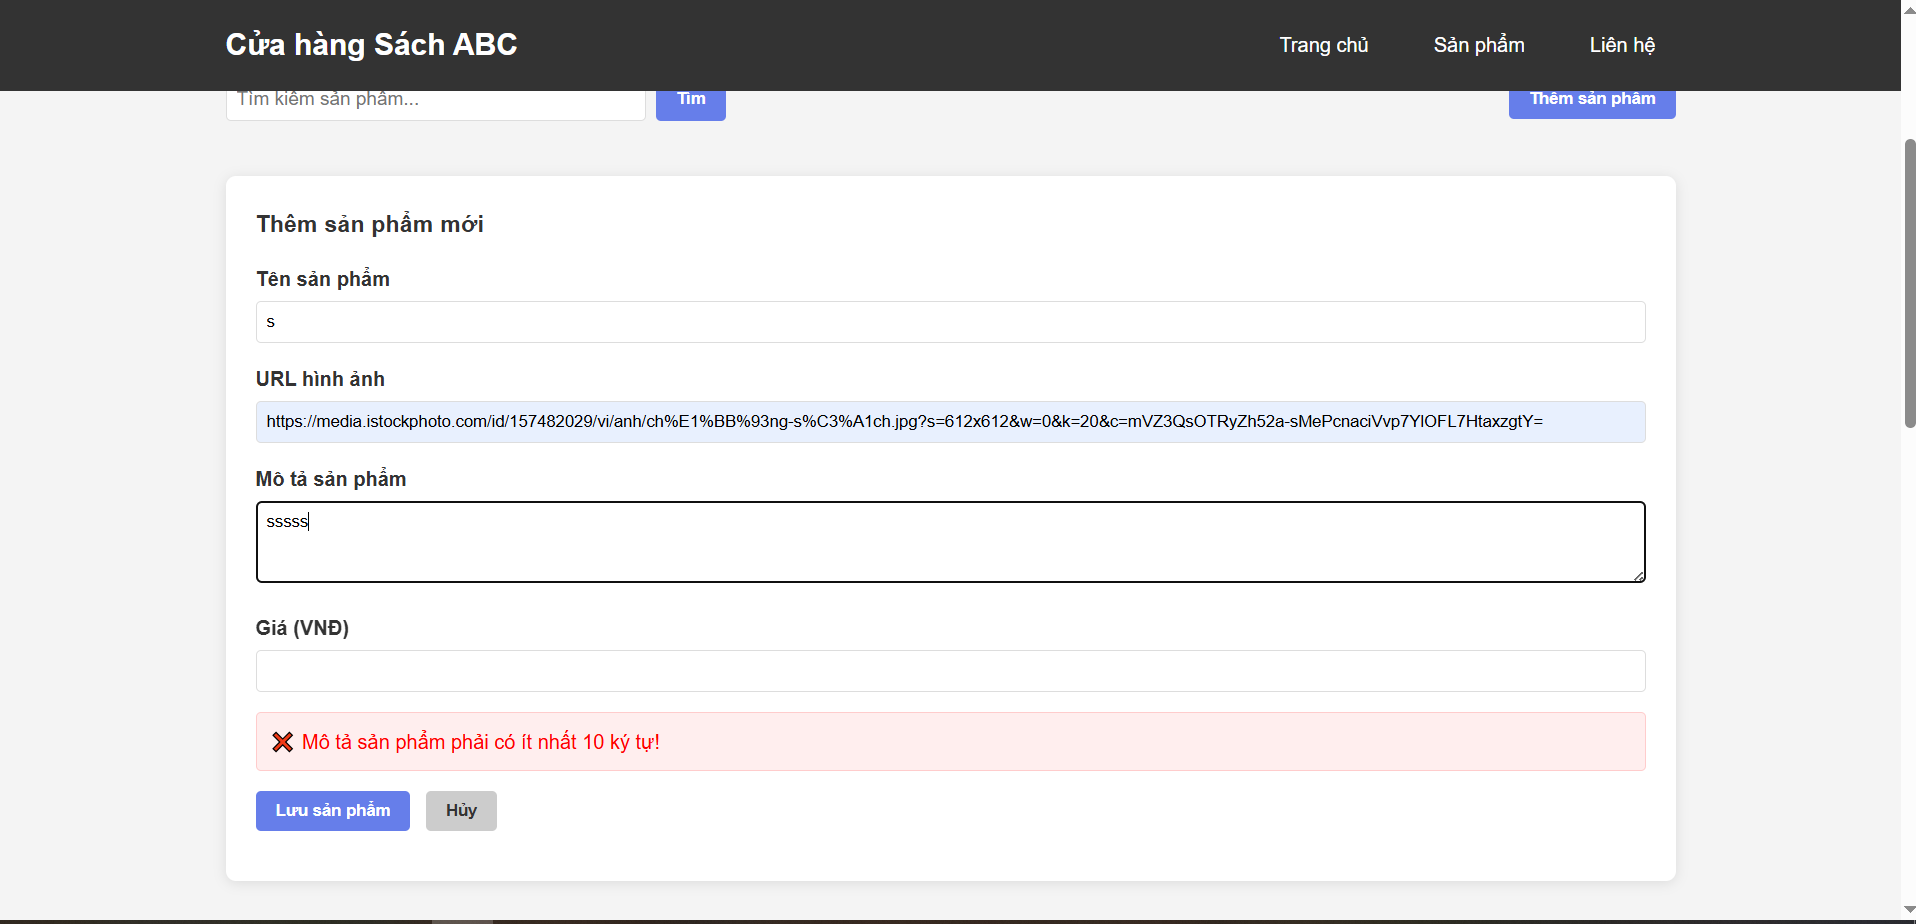 Cửa hàng Sách ABC
Trang chủ
Sản phẩm
Liên hệ
Tìm kiếm sản phẩm...
Tìm
Thêm sản phẩm
Thêm sản phẩm mới
Tên sản phẩm
s
URL hình ảnh
https://media.istockphoto.com/id/157482029/vi/anh/ch%E1%BB%93ng-s%C3%A1ch.jpg?s=612x612&w=0&k=20&c=mVZ3QsOTRyZh52a-sMePcnaciVvp7YlOFL7HtaxzgtY=
Mô tả sản phẩm
sssss
Giá (VNĐ)
❌ Mô tả sản phẩm phải có ít nhất 10 ký tự!
Lưu sản phẩm
Hủy